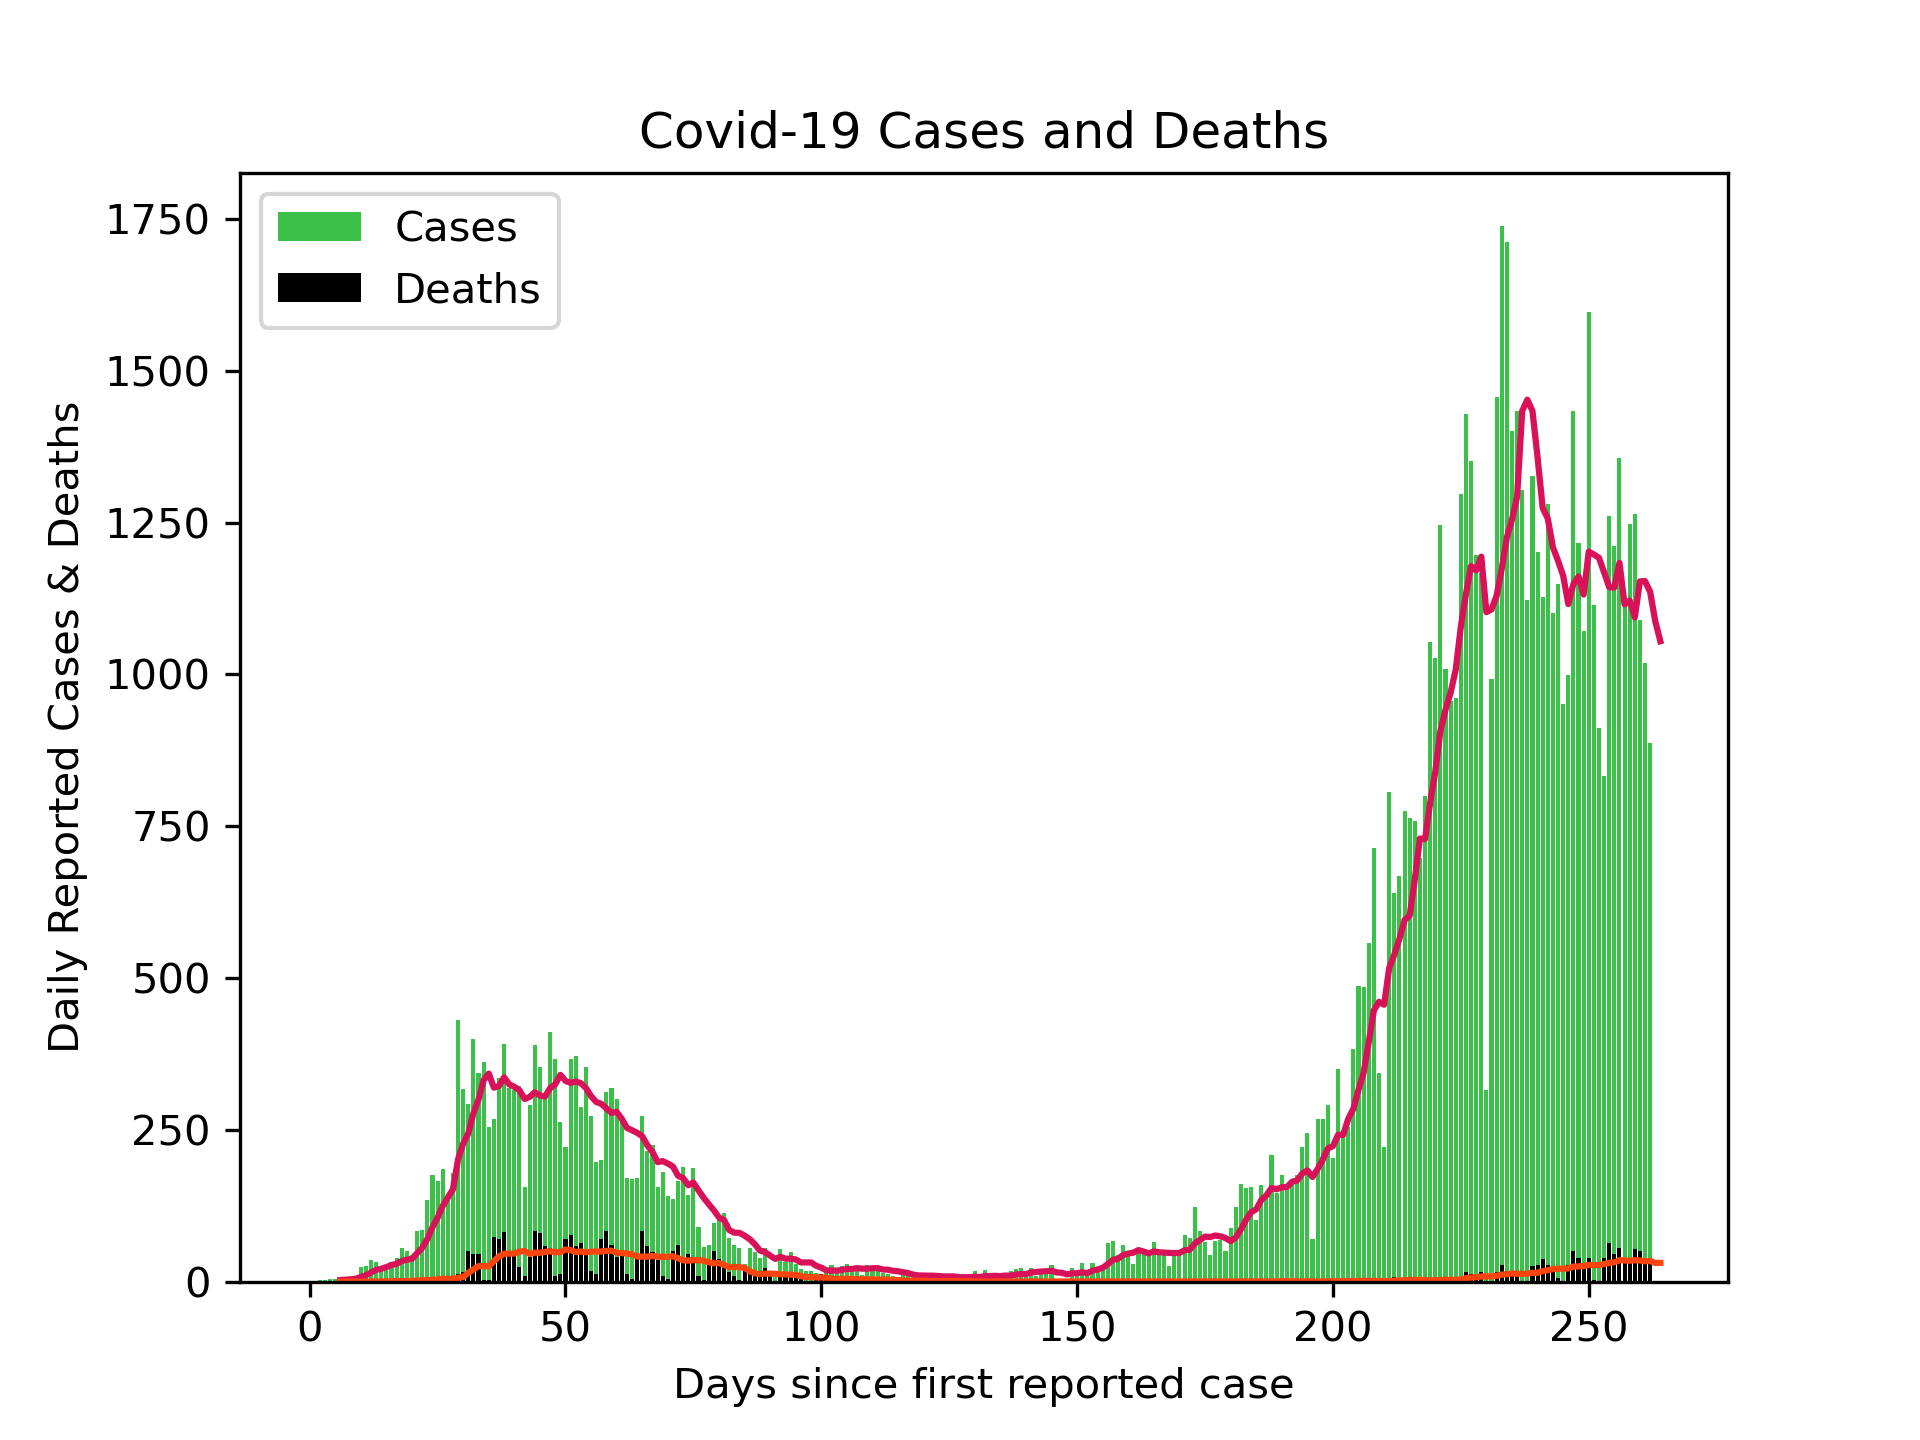 Covid-19 Cases and Deaths
Cases
Deaths
1750
1500
1250
1000
750
500
250
0
Daily Reported Cases & Deaths
0 50 100 150 200 250
Days since first reported case